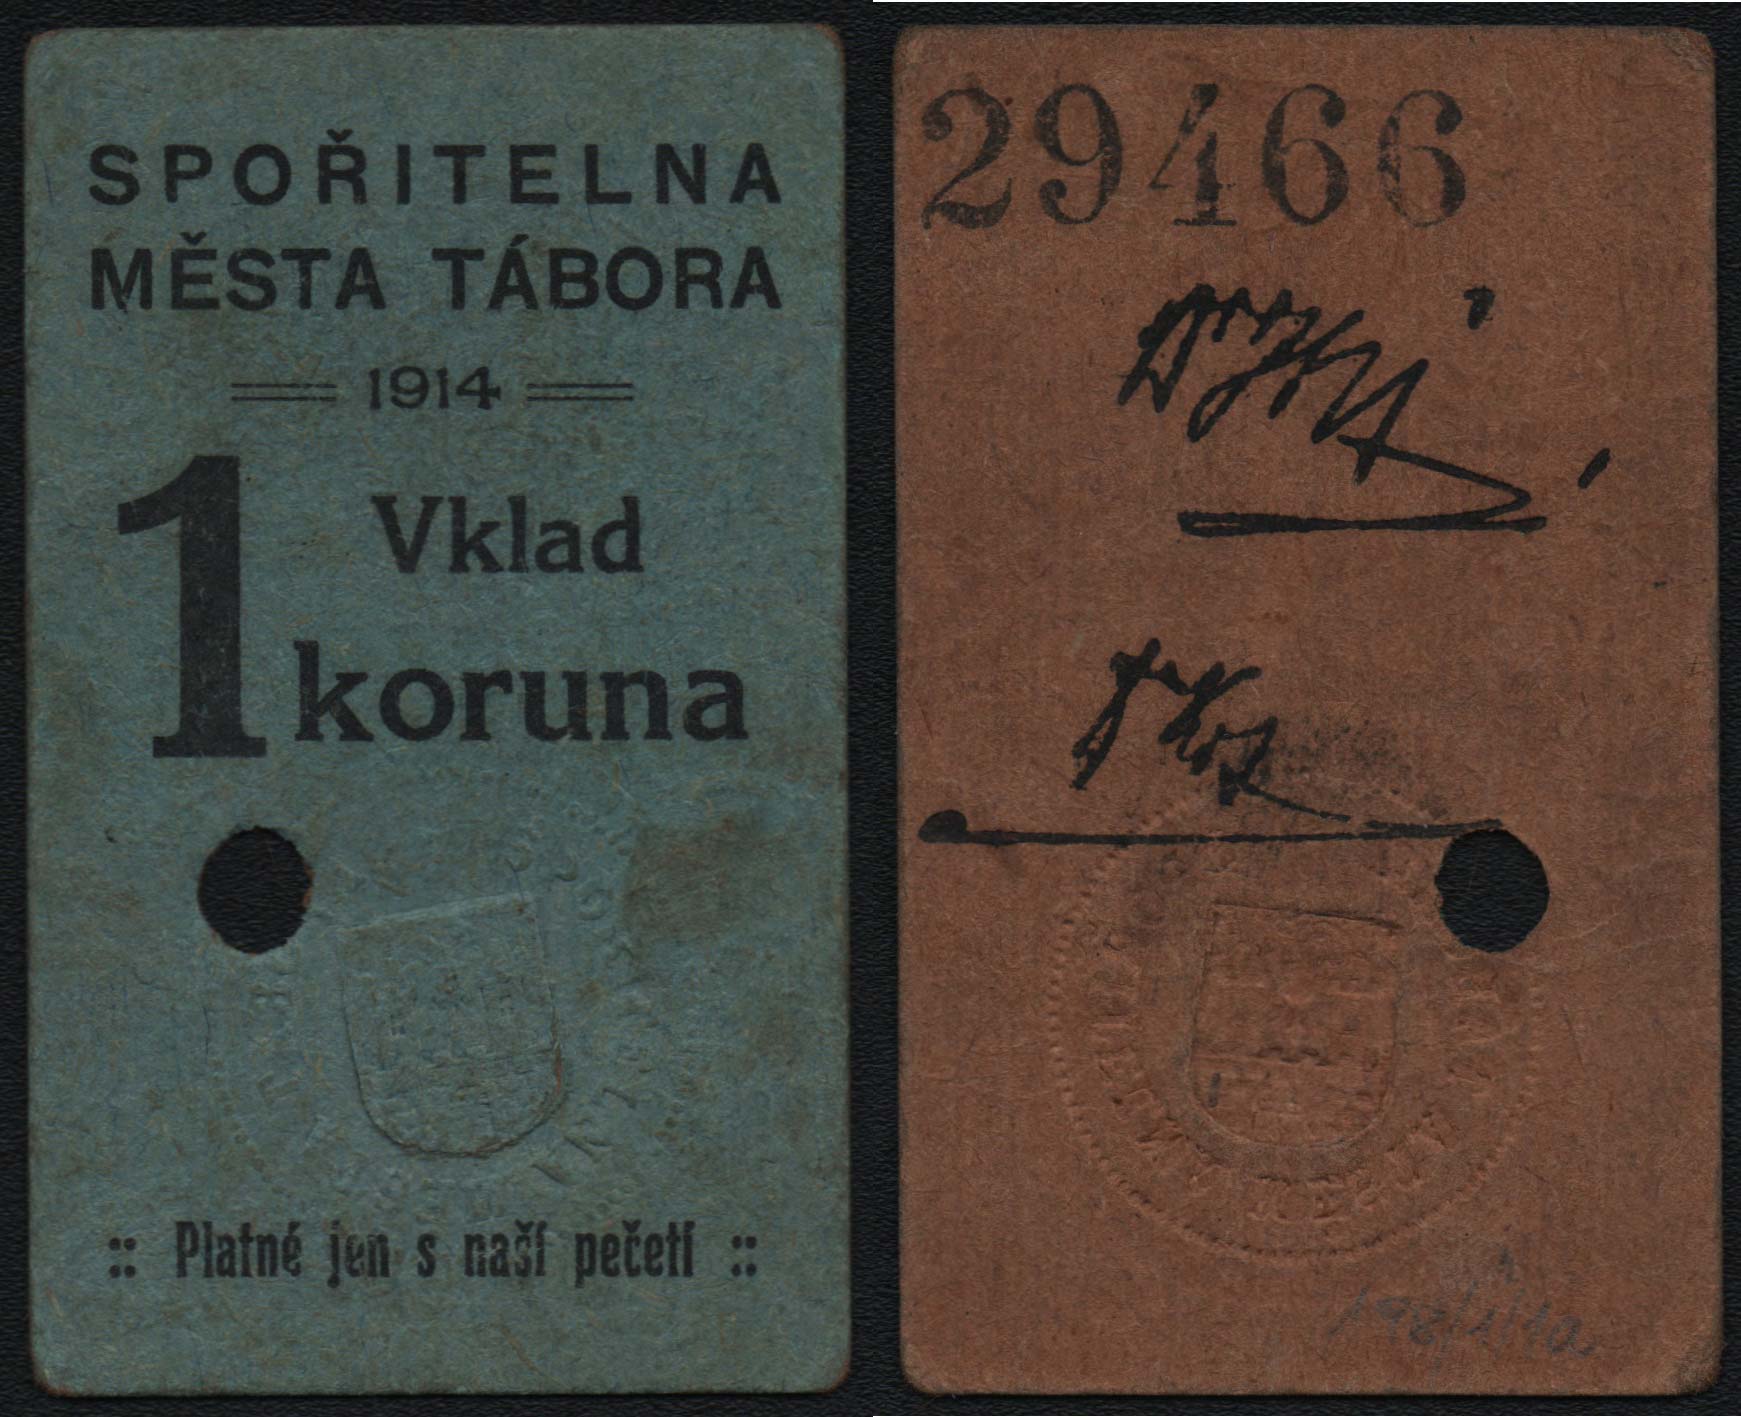 SPOŘITELNA
MĚSTA TÁBORA
1914
1 Vklad
koruna
:: Platné jen s naší pečetí ::
29466